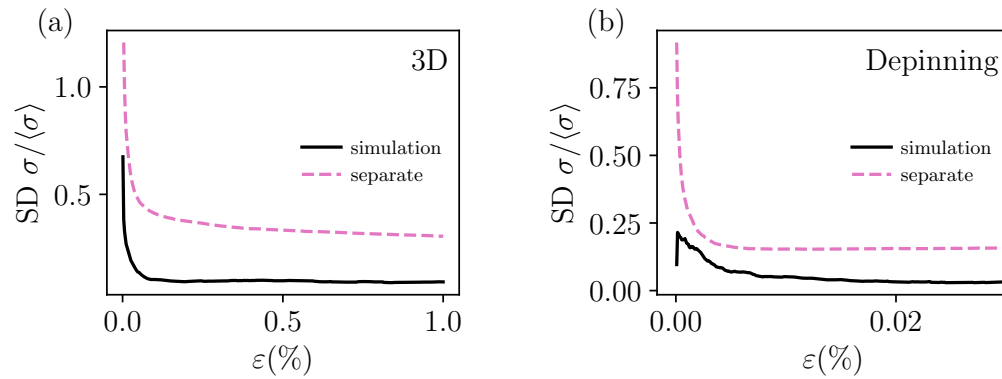 (a)
3D
SD σ/⟨σ⟩
1.0
0.5
simulation
separate
0.0
0.5
1.0
ε(%)
(b)
Depinning
SD σ/⟨σ⟩
0.75
0.50
0.25
0.00
simulation
separate
0.00
0.02
ε(%)